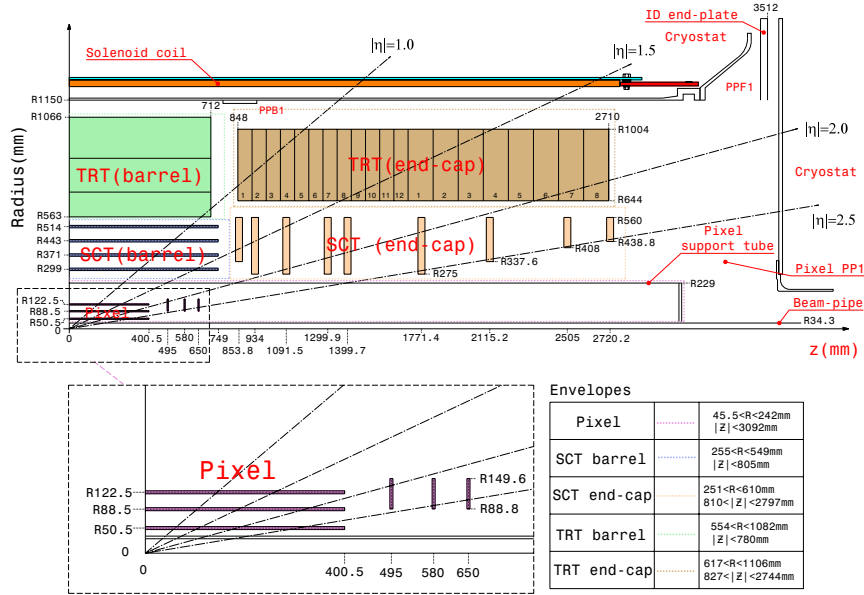 3512
ID end-plate
Cryostat
|η|=1.0
|η|=1.5
Solenoid coil
PPF1
R1150
712
PPB1
R1066
848
2710
R1004
|η|=2.0
TRT(barrel)
TRT(end-cap)
Cryostat
1 2 3 4 5 6 7 8 9 10 11 12 1 2 3 4 5 6 7 8
R644
Radius(mm)
R563
R560
|η|=2.5
R514
R443
SCT(barrel)
SCT (end-cap)
R438.8
Pixel
support tube
R371
R408
R337.6
R299
R275
Pixel PP1
R229
R122.5
R88.5
Pixel
Beam-pipe
R50.5
R34.3
0
0
400.5
580
749
934
1299.9
1771.4
2115.2
2505
2720.2
z(mm)
495
650
853.8
1091.5
1399.7
Pixel
R149.6
R122.5
R88.5
R88.8
R50.5
0
0
400.5
495
580
650
Envelopes
Pixel
45.5<R<242mm
|Z|<3092mm
SCT barrel
255<R<549mm
|Z|<805mm
SCT end-cap
251<R<610mm
810<|Z|<2797mm
TRT barrel
554<R<1082mm
|Z|<780mm
TRT end-cap
617<R<1106mm
827<|Z|<2744mm